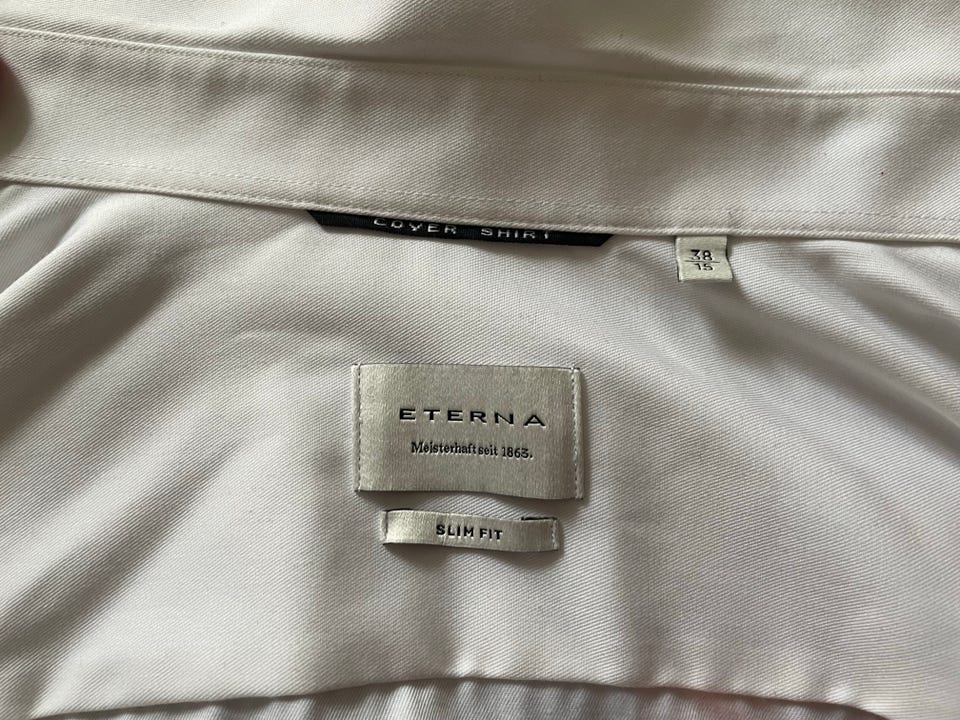 COVER SHIRT
38
15
ETERNA
Meisterhaft seit 1863.
SLIM FIT